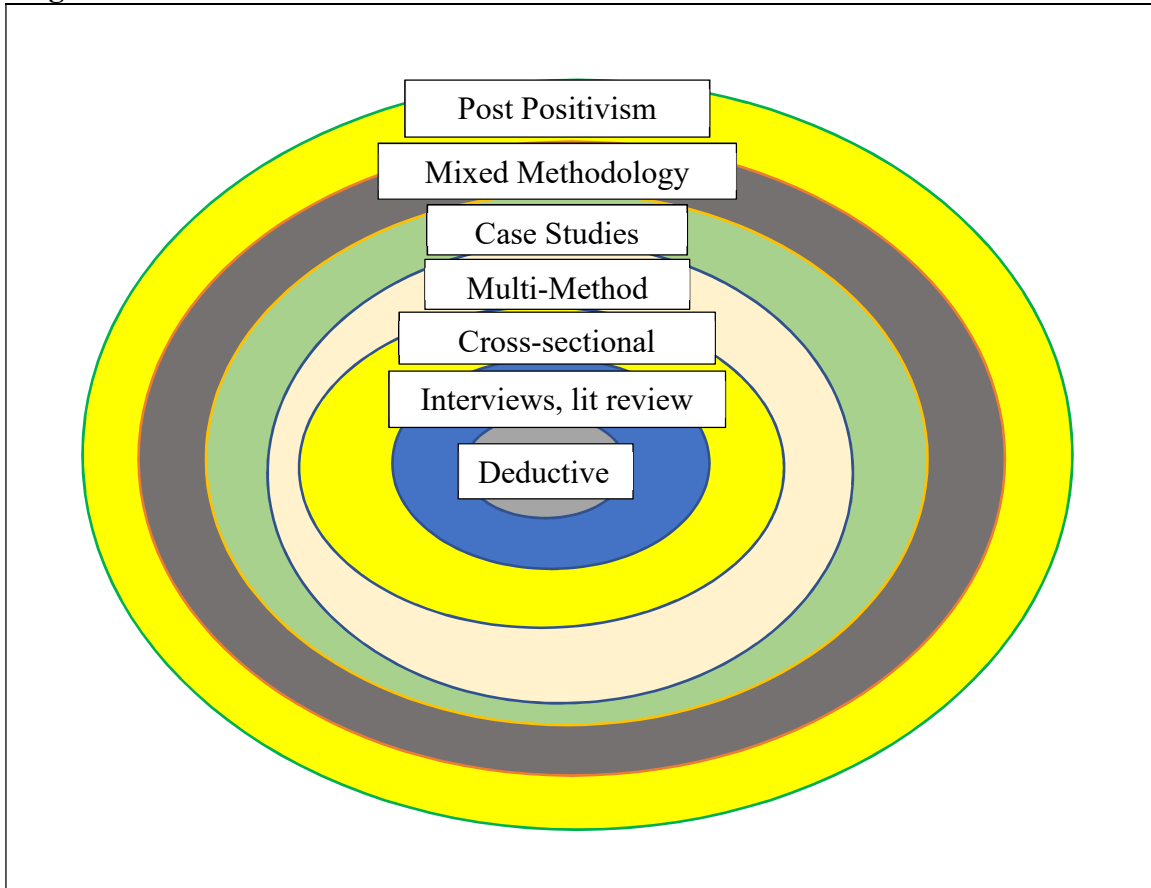 Post Positivism
Mixed Methodology
Case Studies
Multi-Method
Cross-sectional
Interviews, lit review
Deductive